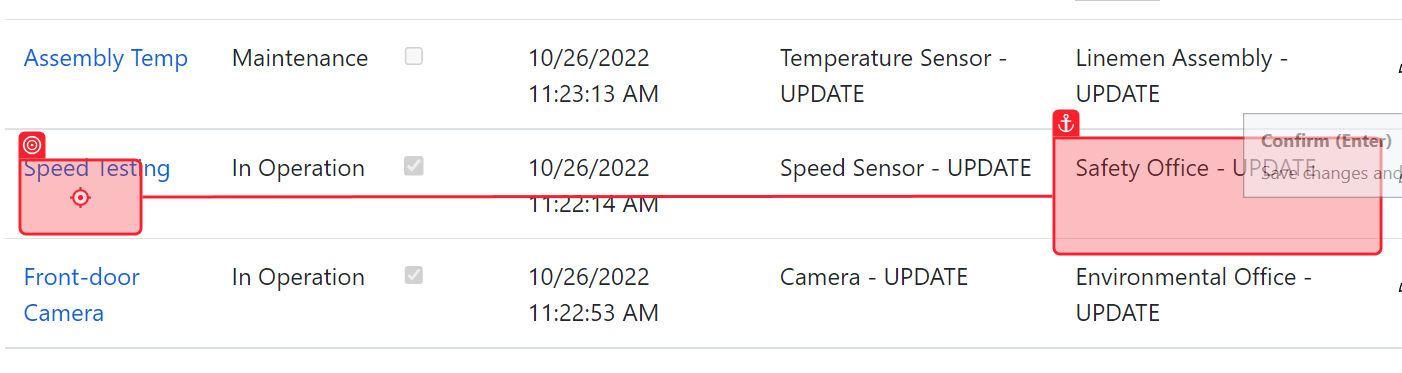 Assembly Temp Maintenance 10/26/2022 Temperature Sensor - Linemen Assembly -
11:23:13 AM UPDATE UPDATE
Confirm (Enter)
Speed Testing In Operation 10/26/2022 Speed Sensor - UPDATE Safety Office - UPDATE
Save changes and
11:22:14 AM
Front-door In Operation 10/26/2022 Camera - UPDATE Environmental Office -
Camera 11:22:53 AM UPDATE